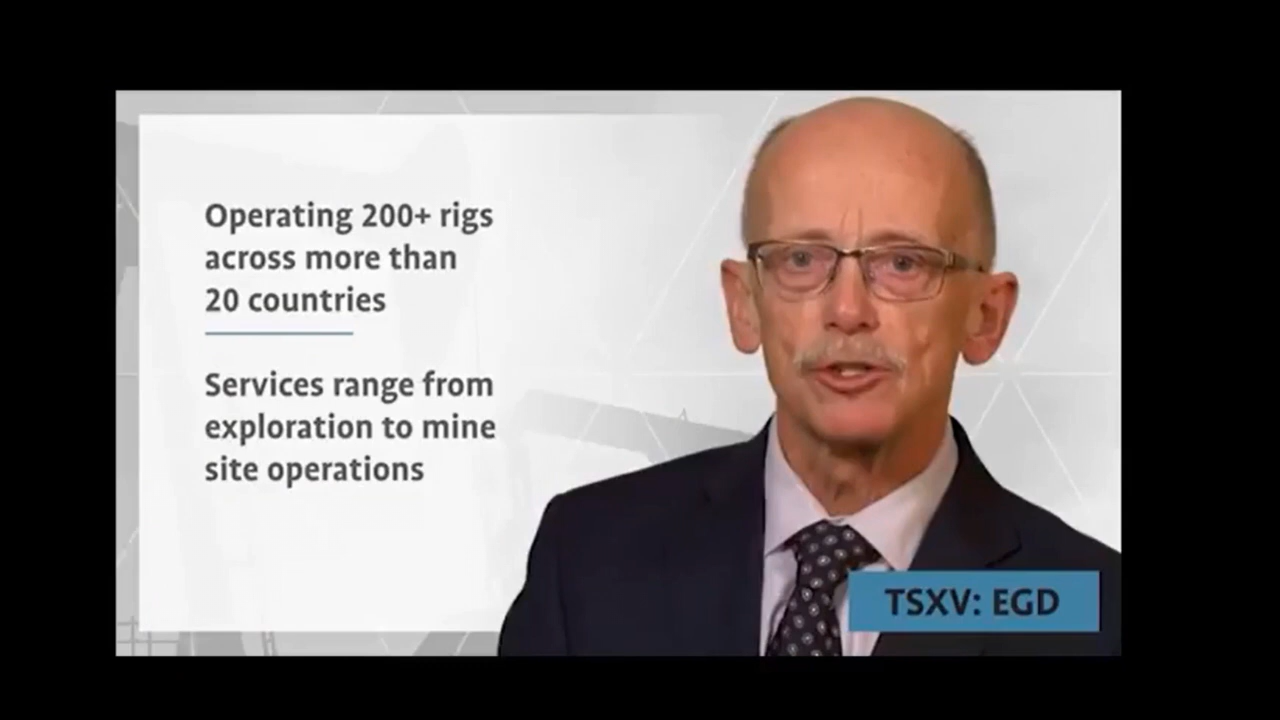 Operating 200+ rigs
across more than
20 countries
Services range from
exploration to mine
site operations
TSXV: EGD